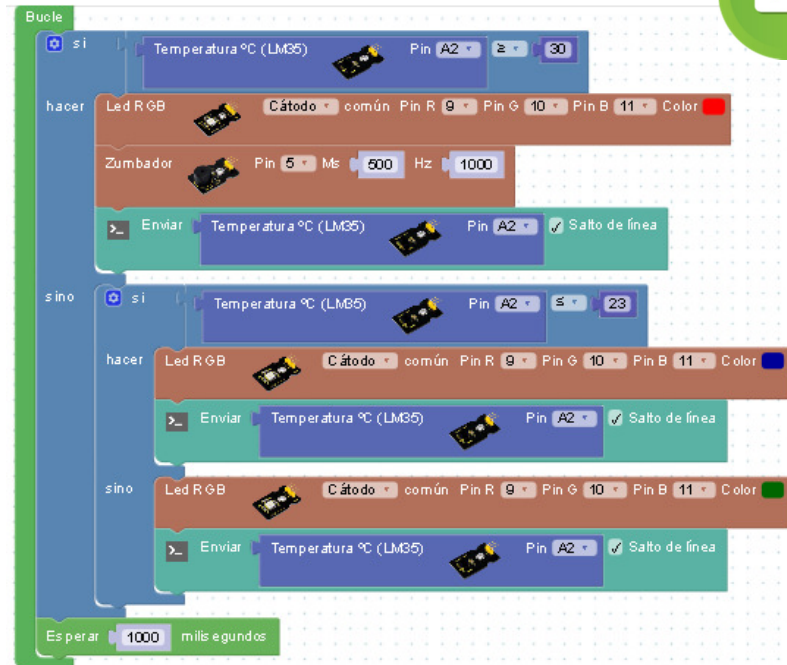 Bucle
si Temperatura ºC (LM35) Pin A2 ≥ 30
hacer Led RGB Cátodo común Pin R 9 Pin G 10 Pin B 11 Color
Zumbador Pin 5 Ms 500 Hz 1000
Enviar Temperatura ºC (LM35) Pin A2 Salto de línea
sino si Temperatura ºC (LM35) Pin A2 ≤ 23
hacer Led RGB Cátodo común Pin R 9 Pin G 10 Pin B 11 Color
Enviar Temperatura ºC (LM35) Pin A2 Salto de línea
sino Led RGB Cátodo común Pin R 9 Pin G 10 Pin B 11 Color
Enviar Temperatura ºC (LM35) Pin A2 Salto de línea
Esperar 1000 milisegundos